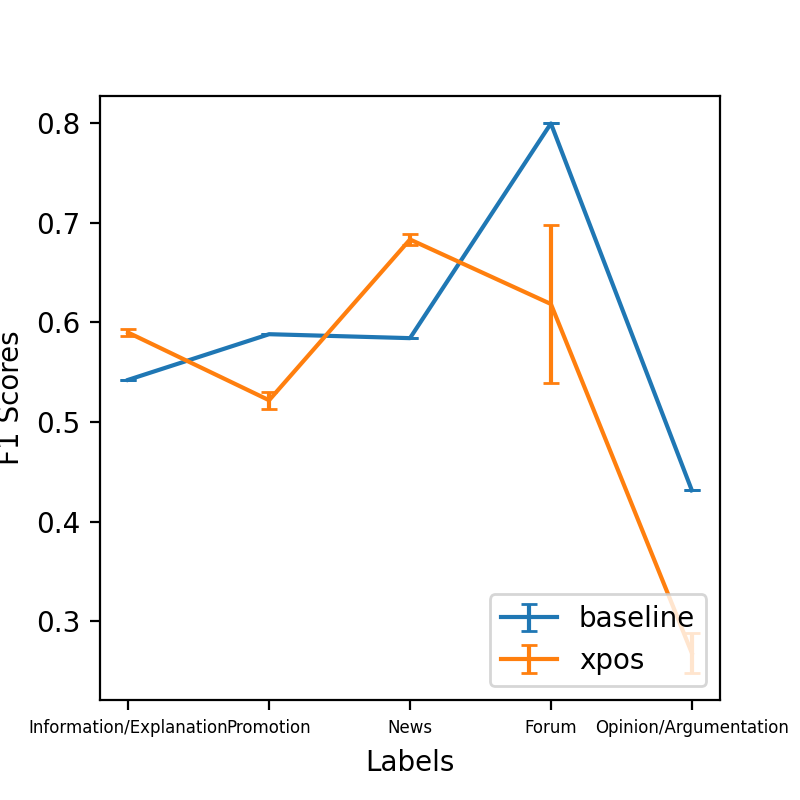 0.8
0.7
0.6
0.5
0.4
0.3
F1 Scores
baseline
xpos
Information/Explanation
Promotion
News
Forum
Opinion/Argumentation
Labels